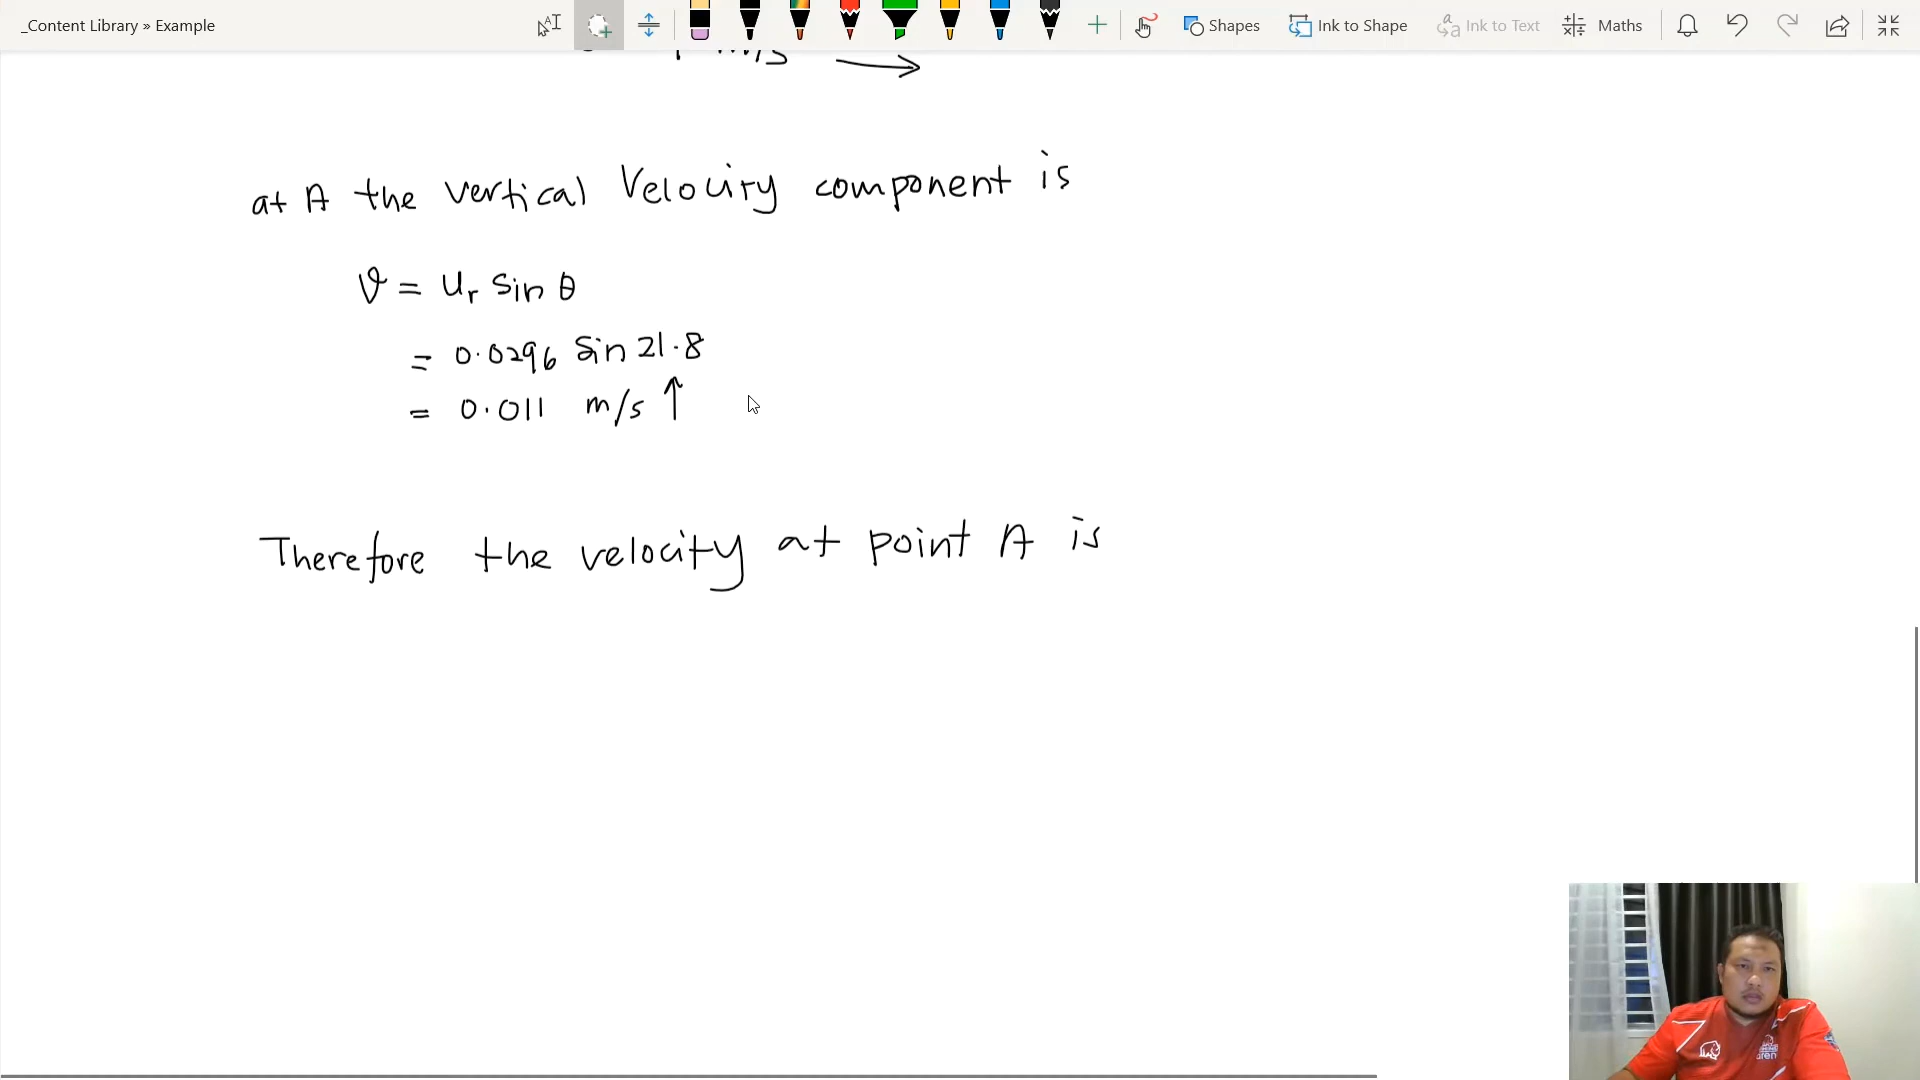 _Content Library » Example
Shapes
Ink to Shape
Ink to Text
Maths
m/s
at A the vertical Velocity component is
ϑ = Ur Sin θ
= 0.0296 Sin 21.8
= 0.011 m/s ↑
Therefore the velocity at point A is